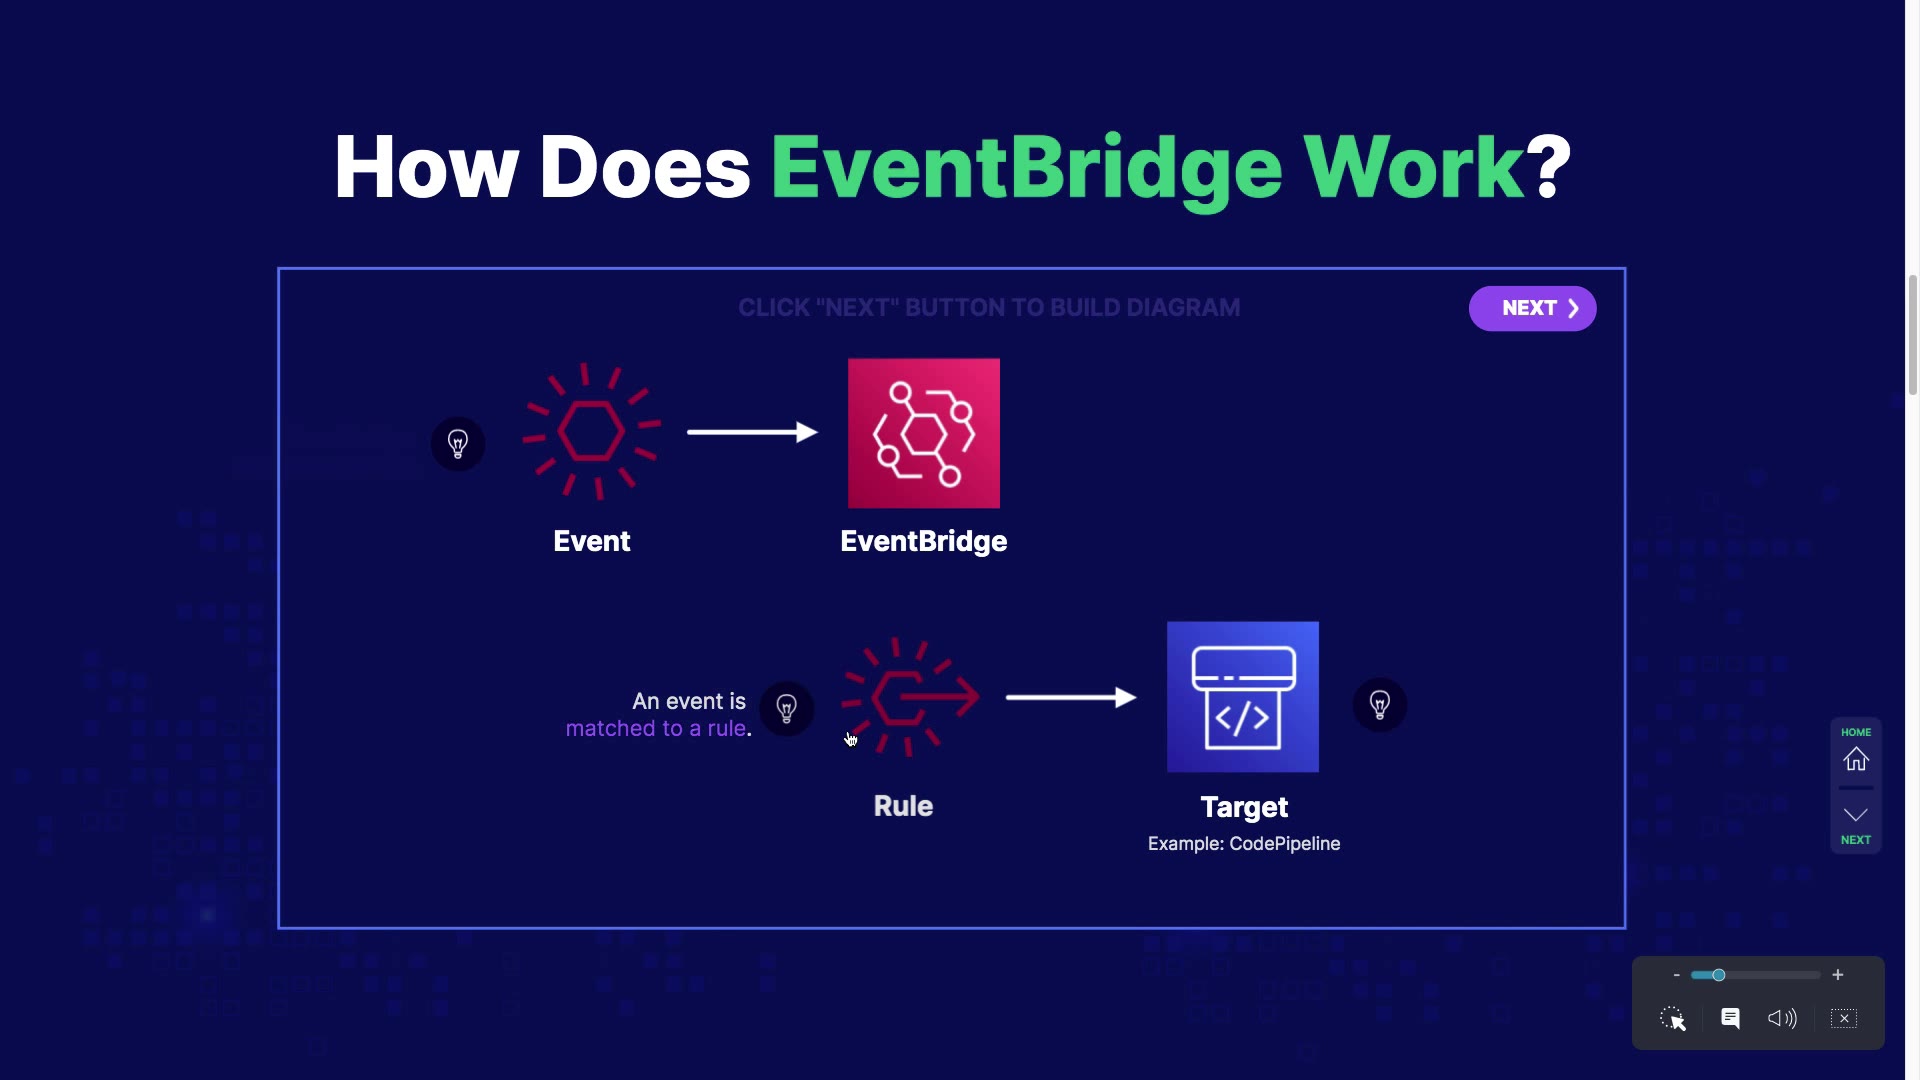 How Does EventBridge Work?
CLICK "NEXT" BUTTON TO BUILD DIAGRAM
NEXT
Event
EventBridge
An event is
matched to a rule.
Rule
Target
Example: CodePipeline
HOME
NEXT